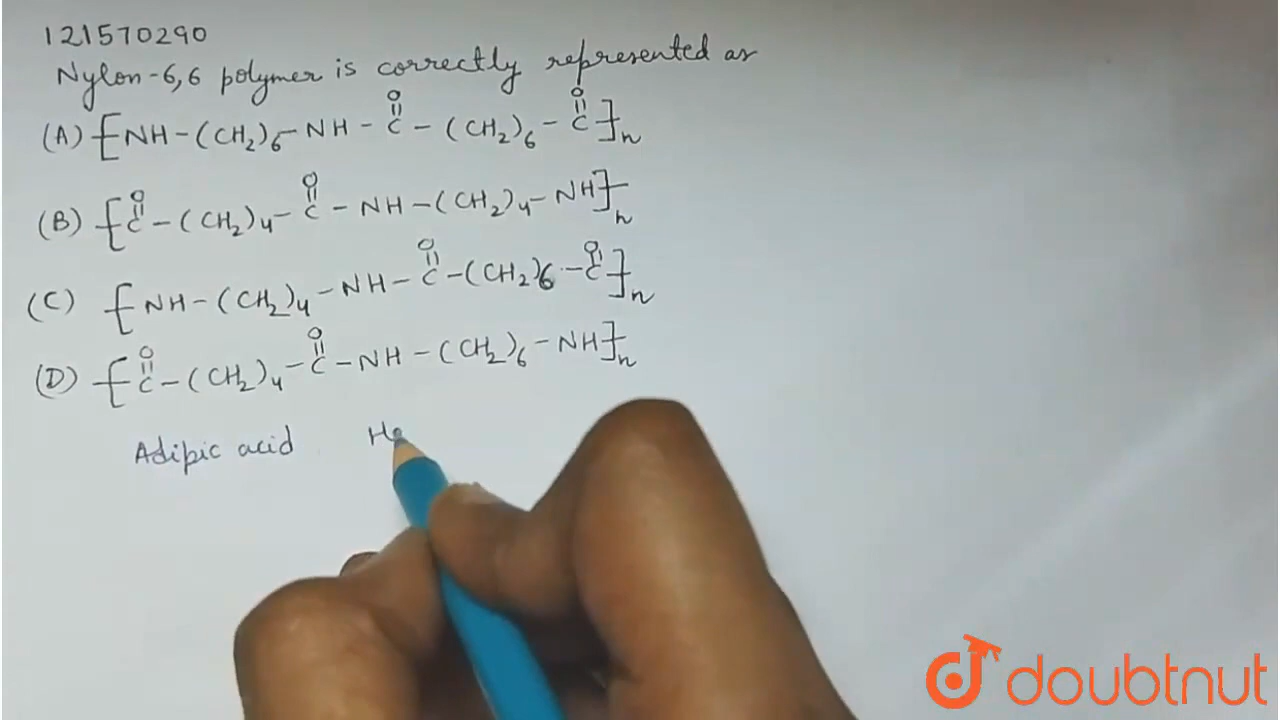 121570290
Nylon-6,6 polymer is correctly represented as
(A) [NH-(CH2)6-NH-C(=O)-(CH2)6-C(=O)]n
(B) [C(=O)-(CH2)4-C(=O)-NH-(CH2)4-NH]n
(C) [NH-(CH2)4-NH-C(=O)-(CH2)6-C(=O)]n
(D) [C(=O)-(CH2)4-C(=O)-NH-(CH2)6-NH]n
Adipic acid He
doubtnut